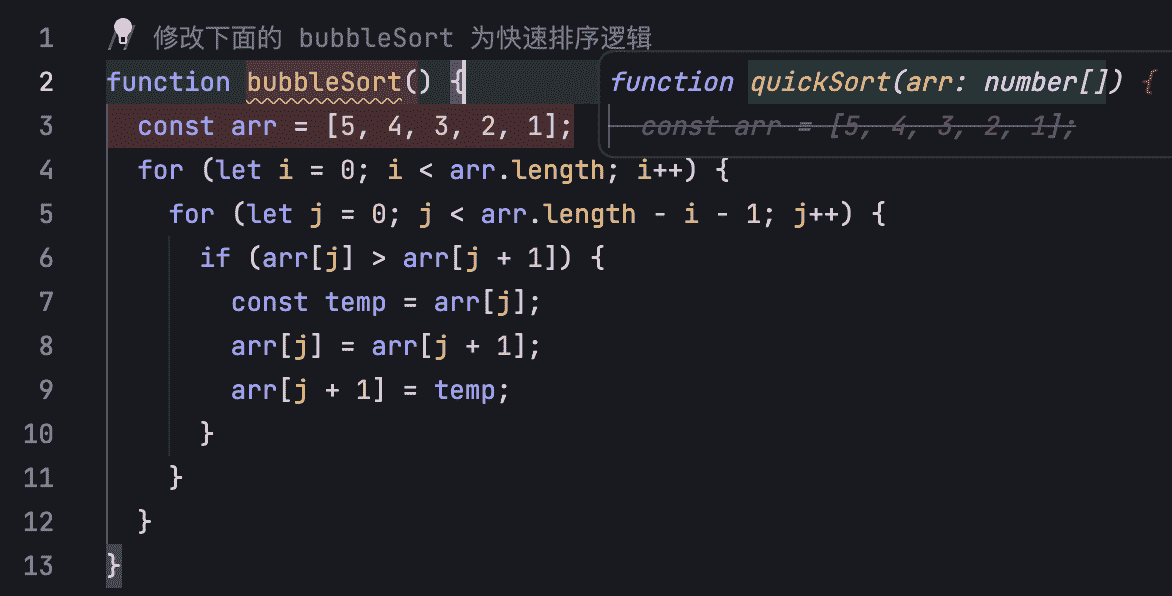 1 // 修改下面的 bubbleSort 为快速排序逻辑
2 function bubbleSort() { function quickSort(arr: number[]) {
3 const arr = [5, 4, 3, 2, 1]; const arr = [5, 4, 3, 2, 1];
4 for (let i = 0; i < arr.length; i++) {
5 for (let j = 0; j < arr.length - i - 1; j++) {
6 if (arr[j] > arr[j + 1]) {
7 const temp = arr[j];
8 arr[j] = arr[j + 1];
9 arr[j + 1] = temp;
10 }
11 }
12 }
13 }